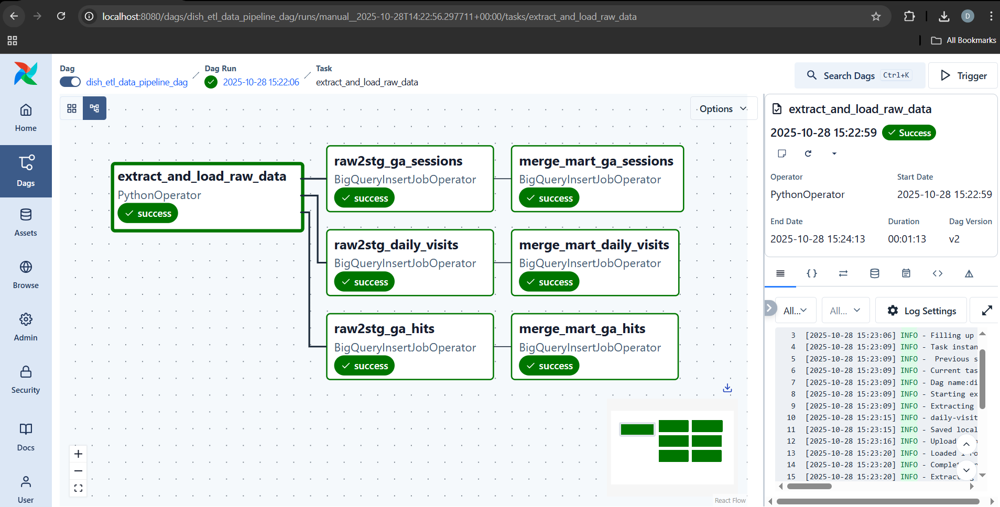 localhost:8080/dags/dish_etl_data_pipeline_dag/runs/manual__2025-10-28T14:22:56.297711+00:00/tasks/extract_and_load_raw_data
D
All Bookmarks
Dag
dish_etl_data_pipeline_dag
Dag Run
2025-10-28 15:22:06
Task
extract_and_load_raw_data
Search Dags Ctrl+K
Trigger
Home
Dags
Assets
Browse
Admin
Security
Docs
User
Options
extract_and_load_raw_data
PythonOperator
success
raw2stg_ga_sessions
BigQueryInsertJobOperator
success
merge_mart_ga_sessions
BigQueryInsertJobOperator
success
raw2stg_daily_visits
BigQueryInsertJobOperator
success
merge_mart_daily_visits
BigQueryInsertJobOperator
success
raw2stg_ga_hits
BigQueryInsertJobOperator
success
merge_mart_ga_hits
BigQueryInsertJobOperator
success
React Flow
extract_and_load_raw_data
2025-10-28 15:22:59 Success
Operator
PythonOperator
Start Date
2025-10-28 15:22:59
End Date
2025-10-28 15:24:13
Duration
00:01:13
Dag Version
v2
All...
All...
Log Settings
3 [2025-10-28 15:23:06] INFO - Filling up
4 [2025-10-28 15:23:09] INFO - Task instan
5 [2025-10-28 15:23:09] INFO - Previous s
6 [2025-10-28 15:23:09] INFO - Current tas
7 [2025-10-28 15:23:09] INFO - Dag name:di
8 [2025-10-28 15:23:09] INFO - Starting ex
9 [2025-10-28 15:23:09] INFO - Extracting
10 [2025-10-28 15:23:15] INFO - daily-visit
11 [2025-10-28 15:23:15] INFO - Saved local
12 [2025-10-28 15:23:16] INFO - Upload
13 [2025-10-28 15:23:20] INFO - Loaded
14 [2025-10-28 15:23:20] INFO - Complet
15 [2025-10-28 15:23:20] INFO - Extrac